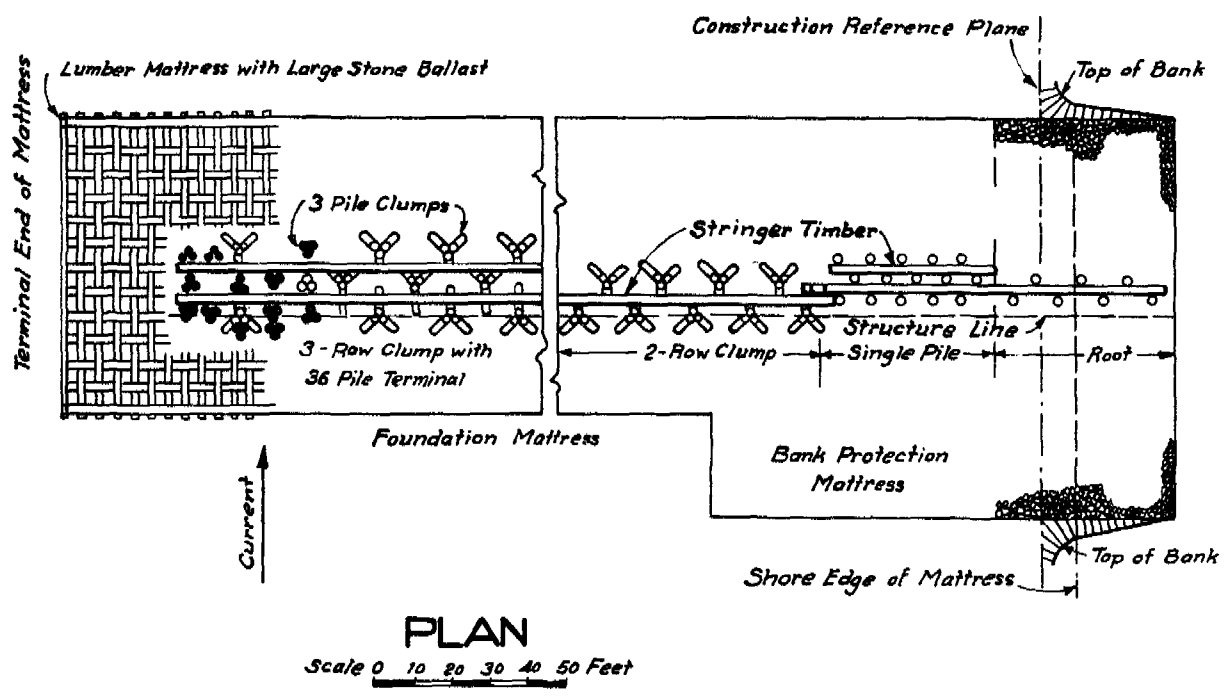 Construction Reference Plane
Top of Bank
Lumber Mattress with Large Stone Ballast
Terminal End of Mattress
3 Pile Clumps
Stringer Timber
Structure Line
3-Row Clump with
36 Pile Terminal
2-Row Clump
Single Pile
Root
Foundation Mattress
Bank Protection
Mattress
Current
Top of Bank
Shore Edge of Mattress
PLAN
Scale 0 10 20 30 40 50 Feet